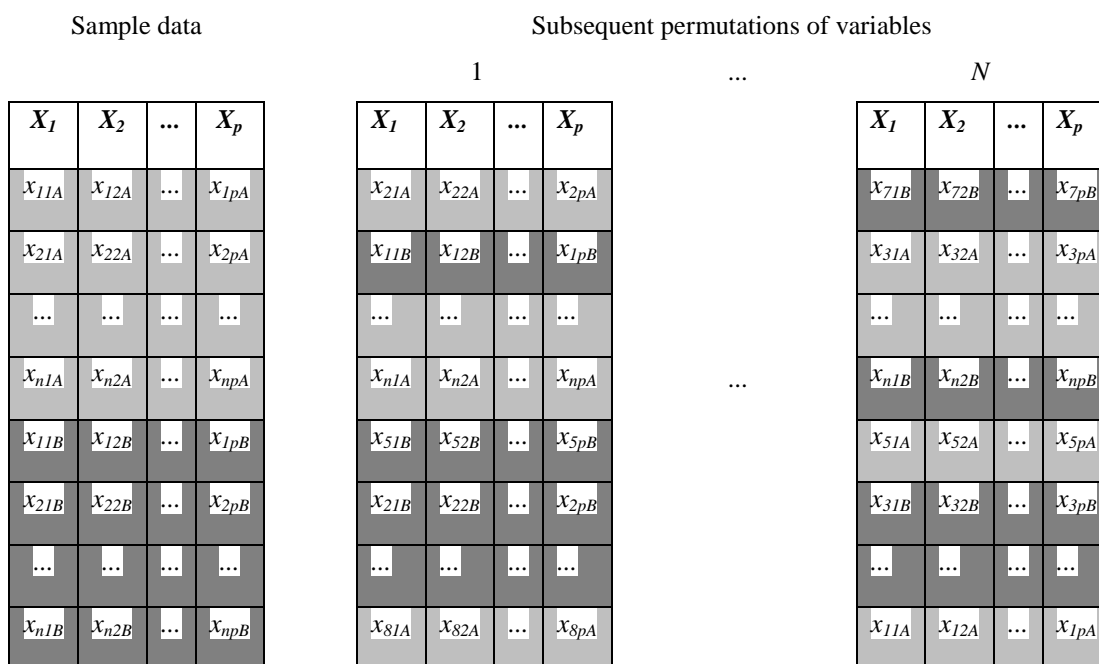 Sample data Subsequent permutations of variables
1 ... N
X1 X2 ... Xp X1 X2 ... Xp X1 X2 ... Xp
x11A x12A ... x1pA x21A x22A ... x2pA x71B x72B ... x7pB
x21A x22A ... x2pA x11B x12B ... x1pB x31A x32A ... x3pA
... ... ... ... ... ... ... ... ... ... ... ...
xn1A xn2A ... xnpA xn1A xn2A ... xnpA ... xn1B xn2B ... xnpB
x11B x12B ... x1pB x51B x52B ... x5pB x51A x52A ... x5pA
x21B x22B ... x2pB x21B x22B ... x2pB x31B x32B ... x3pB
... ... ... ... ... ... ... ... ... ... ... ...
xn1B xn2B ... xnpB x81A x82A ... x8pA x11A x12A ... x1pA